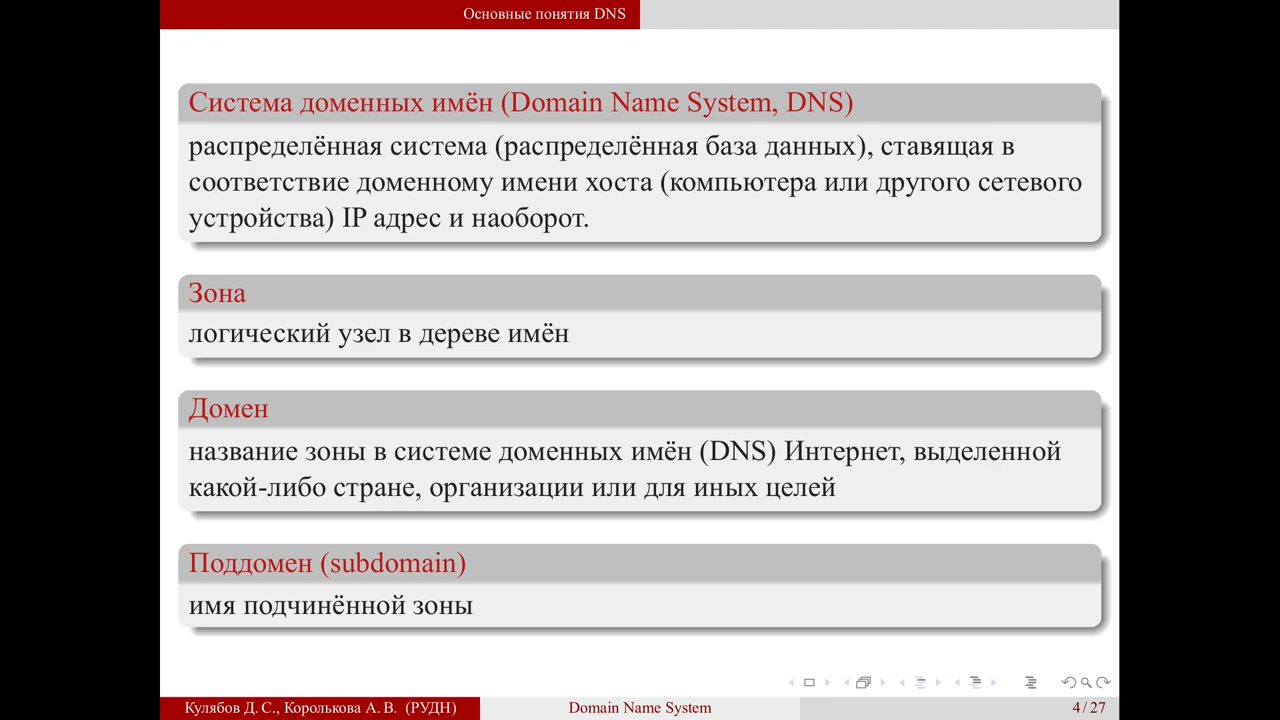 Основные понятия DNS
Система доменных имён (Domain Name System, DNS)
распределённая система (распределённая база данных), ставящая в
соответствие доменному имени хоста (компьютера или другого сетевого
устройства) IP адрес и наоборот.
Зона
логический узел в дереве имён
Домен
название зоны в системе доменных имён (DNS) Интернет, выделенной
какой-либо стране, организации или для иных целей
Поддомен (subdomain)
имя подчинённой зоны
Кулябов Д. С., Королькова А. В. (РУДН)
Domain Name System
4 / 27